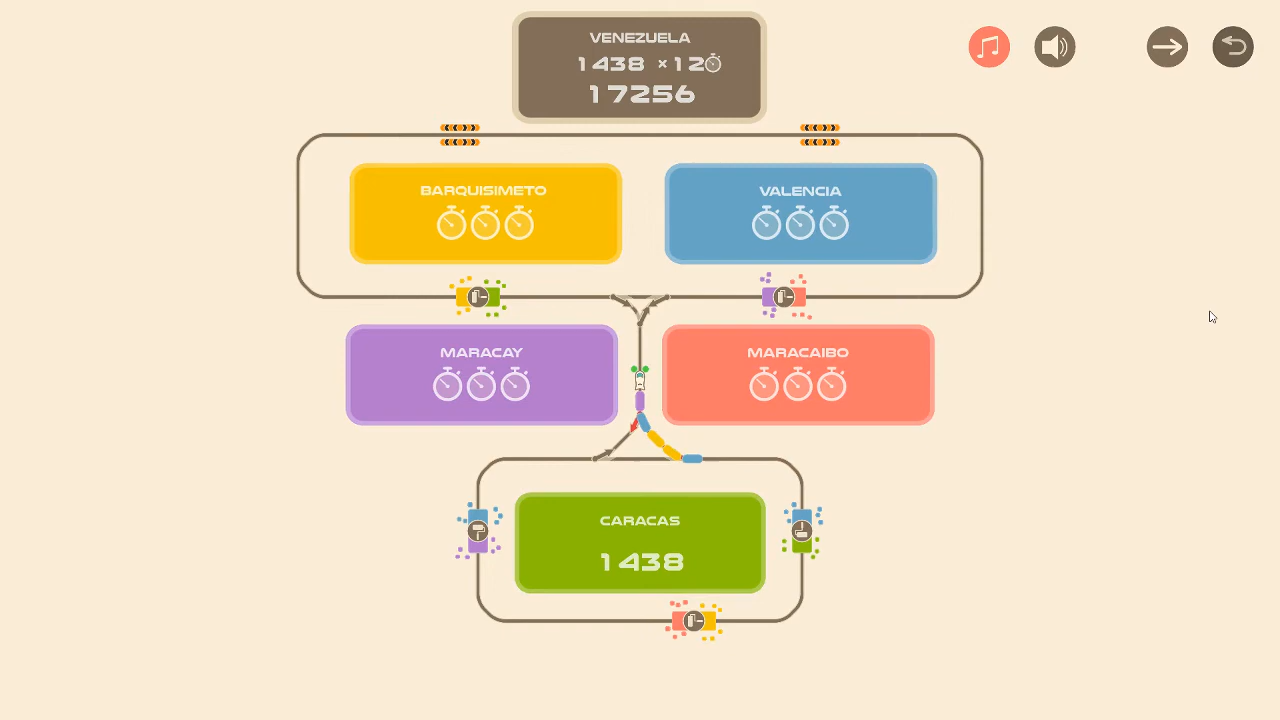 VENEZUELA
1438 ×12
17256
BARQUISIMETO
VALENCIA
MARACAY
MARACAIBO
CARACAS
1438